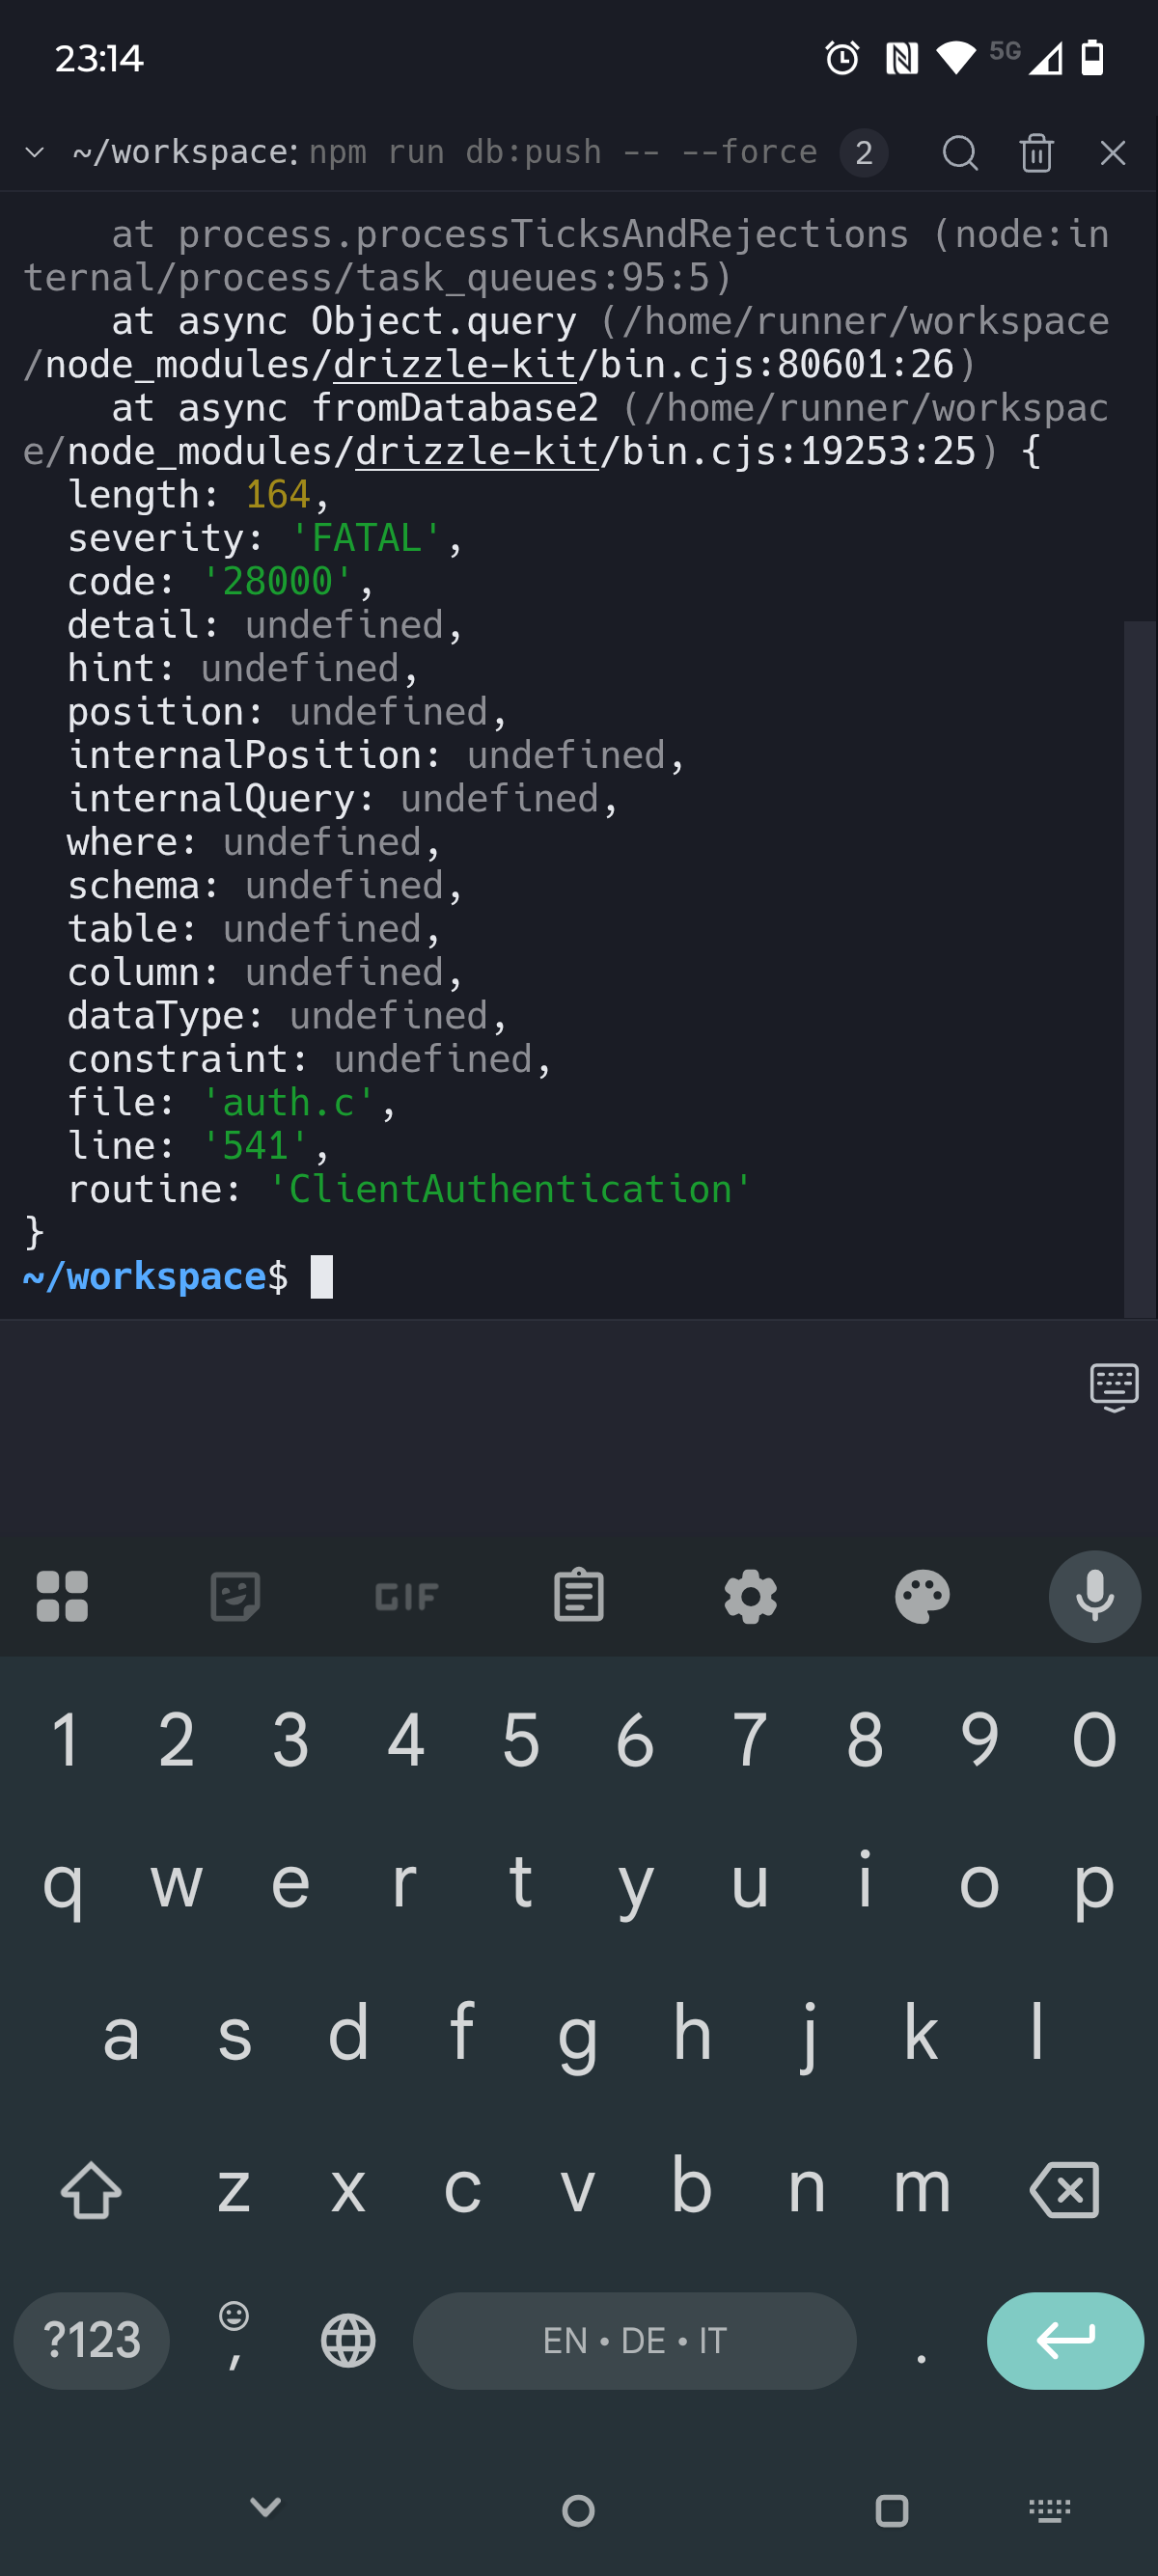 23:14
5G
~/workspace: npm run db:push -- --force 2
    at process.processTicksAndRejections (node:in
ternal/process/task_queues:95:5)
    at async Object.query (/home/runner/workspace
/node_modules/drizzle-kit/bin.cjs:80601:26)
    at async fromDatabase2 (/home/runner/workspac
e/node_modules/drizzle-kit/bin.cjs:19253:25) {
  length: 164,
  severity: 'FATAL',
  code: '28000',
  detail: undefined,
  hint: undefined,
  position: undefined,
  internalPosition: undefined,
  internalQuery: undefined,
  where: undefined,
  schema: undefined,
  table: undefined,
  column: undefined,
  dataType: undefined,
  constraint: undefined,
  file: 'auth.c',
  line: '541',
  routine: 'ClientAuthentication'
}
~/workspace$
GIF
1 2 3 4 5 6 7 8 9 0
q w e r t y u i o p
a s d f g h j k l
z x c v b n m
?123 , EN • DE • IT .